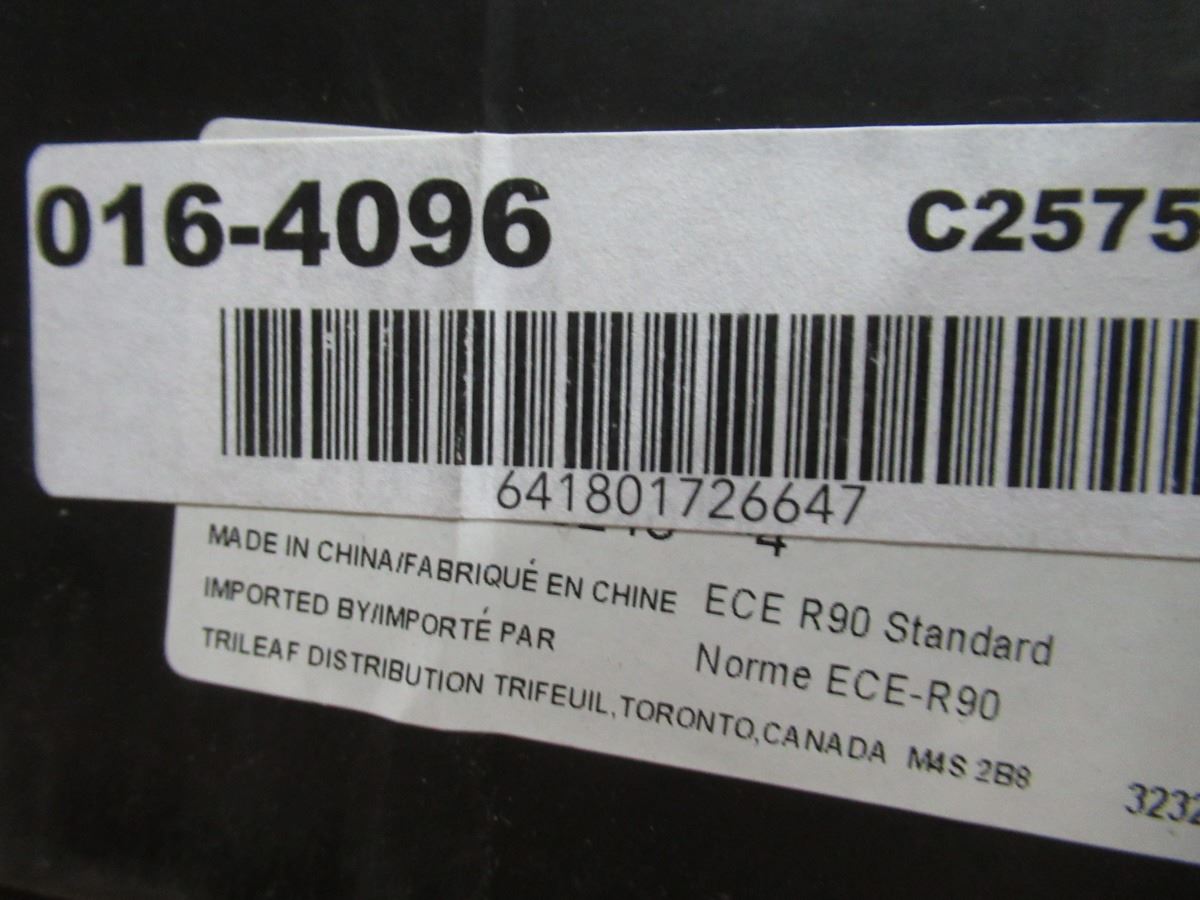 016-4096 C2575
641801726647
MADE IN CHINA/FABRIQUÉ EN CHINE
IMPORTED BY/IMPORTÉ PAR
TRILEAF DISTRIBUTION TRIFEUIL, TORONTO, CANADA M4S 2B8
ECE R90 Standard
Norme ECE-R90
3232